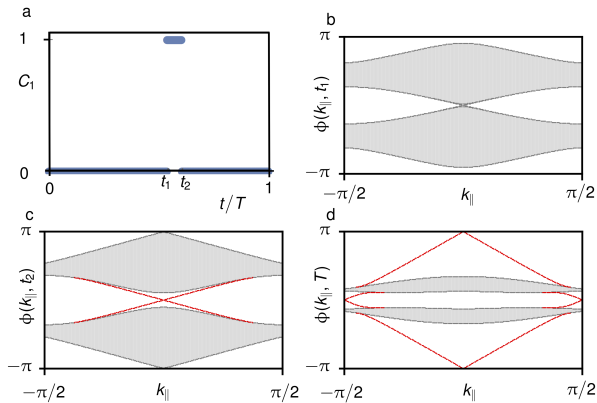 a
1
C₁
0
0
t₁
t₂
1
t/T
b
π
ϕ(k∥, t₁)
−π
−π/2
k∥
π/2
c
π
ϕ(k∥, t₂)
−π
−π/2
k∥
π/2
d
π
ϕ(k∥, T)
−π
−π/2
k∥
π/2